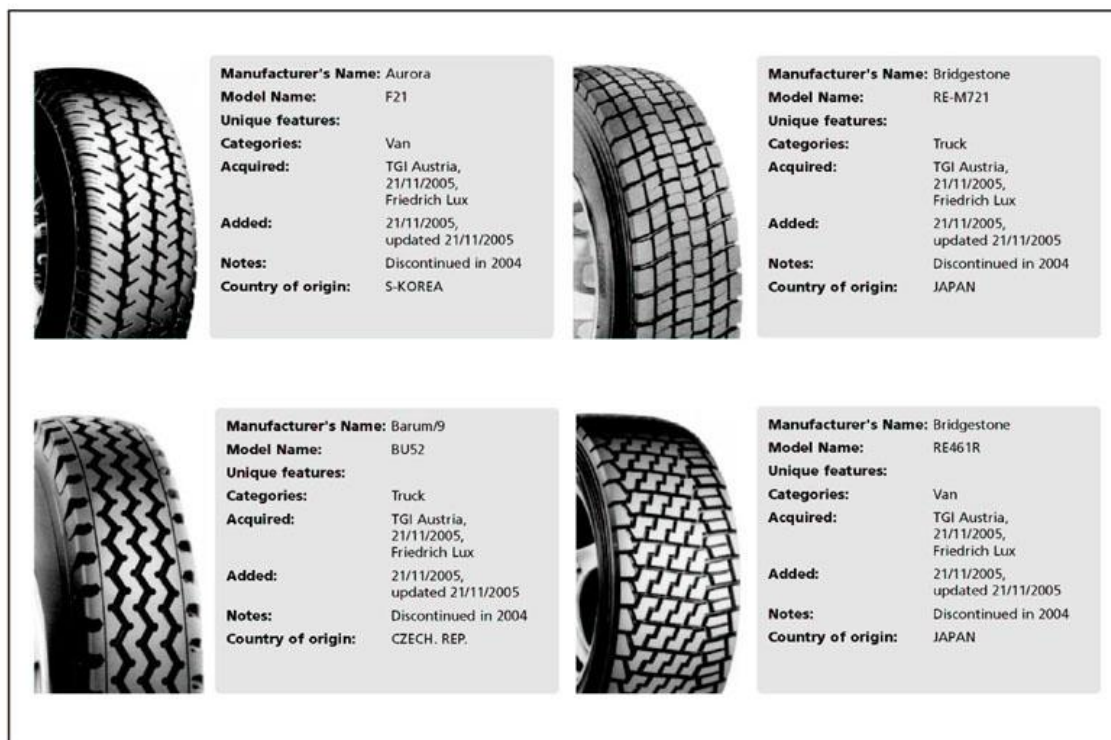 Manufacturer's Name: Aurora
Model Name: F21
Unique features:
Categories: Van
Acquired: TGI Austria,
21/11/2005,
Friedrich Lux
Added: 21/11/2005,
updated 21/11/2005
Notes: Discontinued in 2004
Country of origin: S-KOREA
Manufacturer's Name: Bridgestone
Model Name: RE-M721
Unique features:
Categories: Truck
Acquired: TGI Austria,
21/11/2005,
Friedrich Lux
Added: 21/11/2005,
updated 21/11/2005
Notes: Discontinued in 2004
Country of origin: JAPAN
Manufacturer's Name: Barum/9
Model Name: BU52
Unique features:
Categories: Truck
Acquired: TGI Austria,
21/11/2005,
Friedrich Lux
Added: 21/11/2005,
updated 21/11/2005
Notes: Discontinued in 2004
Country of origin: CZECH. REP.
Manufacturer's Name: Bridgestone
Model Name: RE461R
Unique features:
Categories: Van
Acquired: TGI Austria,
21/11/2005,
Friedrich Lux
Added: 21/11/2005,
updated 21/11/2005
Notes: Discontinued in 2004
Country of origin: JAPAN